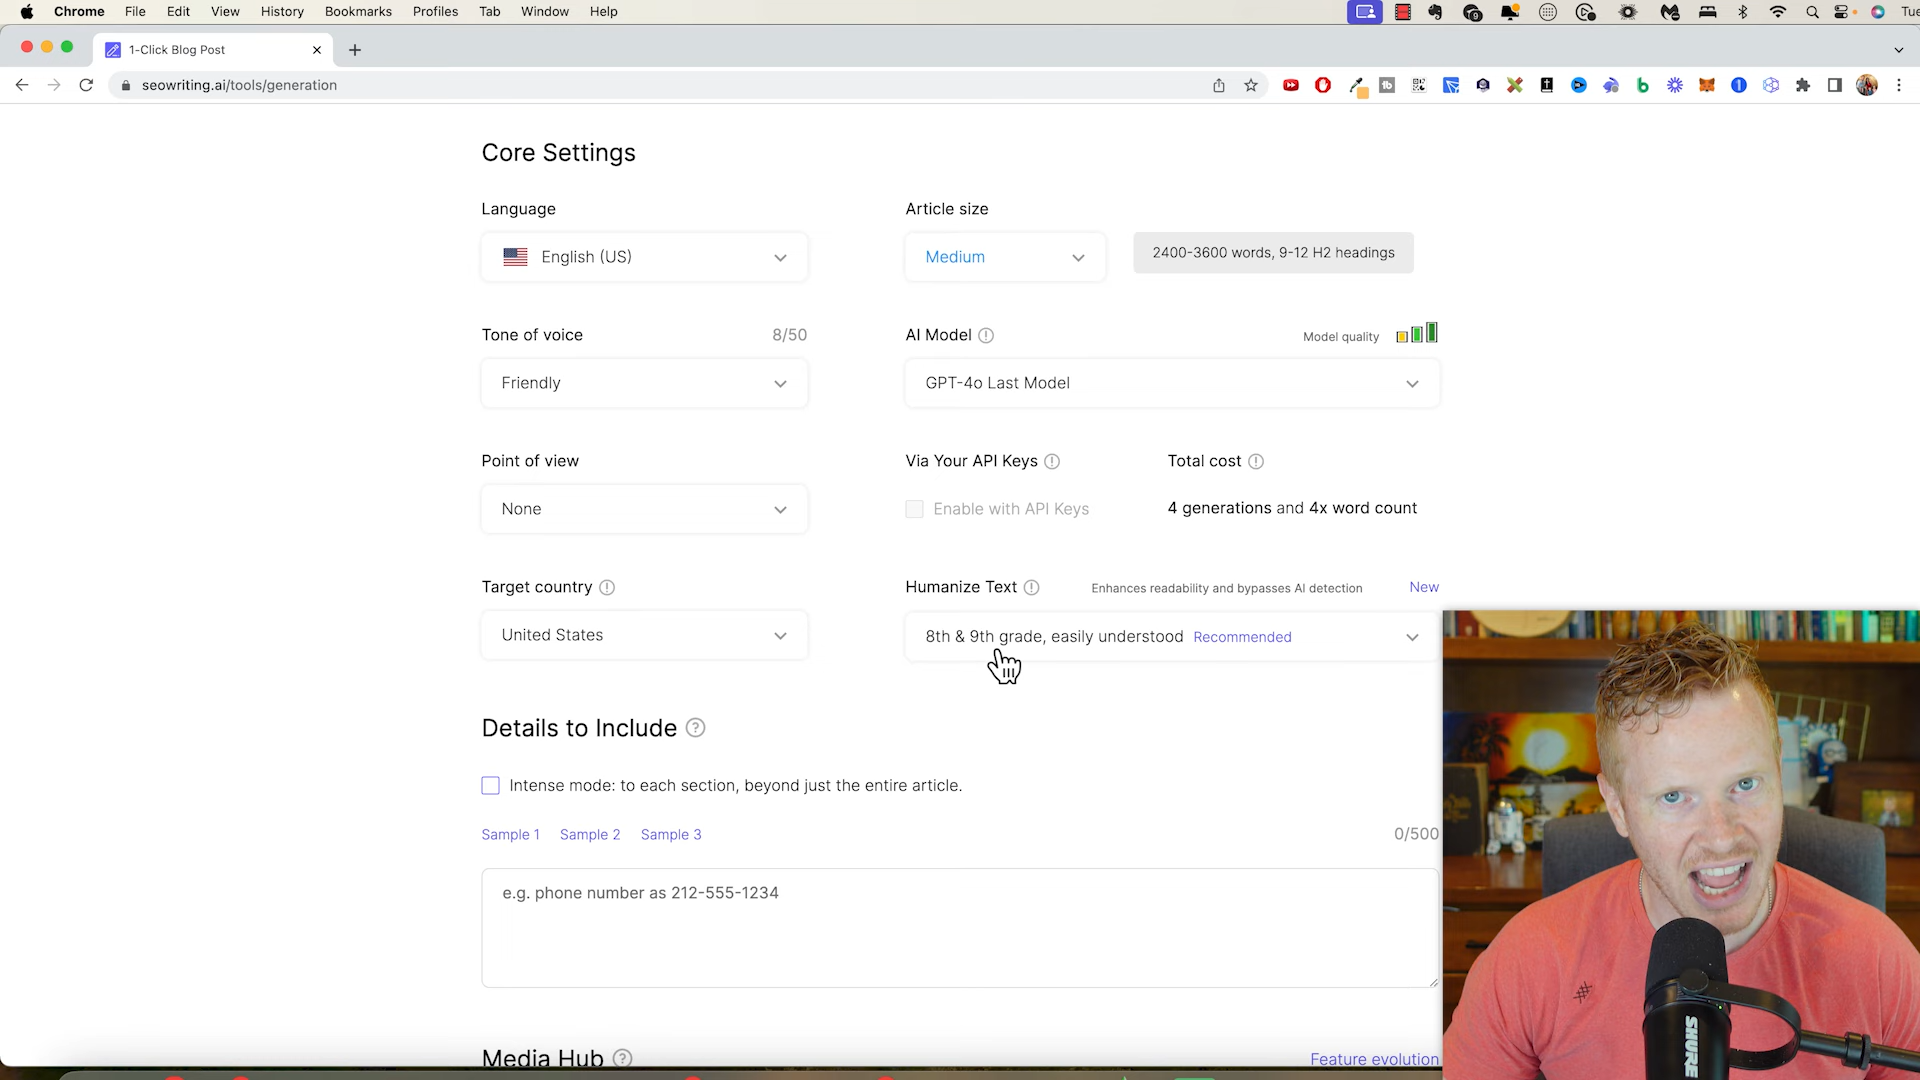 Chrome File Edit View History Bookmarks Profiles Tab Window Help Tue
1-Click Blog Post
seowriting.ai/tools/generation
Core Settings
Language
English (US)
Article size
Medium
2400-3600 words, 9-12 H2 headings
Tone of voice 8/50
Friendly
AI Model
Model quality
GPT-4o Last Model
Point of view
None
Via Your API Keys
Enable with API Keys
Total cost
4 generations and 4x word count
Target country
United States
Humanize Text Enhances readability and bypasses AI detection New
8th & 9th grade, easily understood Recommended
Details to Include
Intense mode: to each section, beyond just the entire article.
Sample 1 Sample 2 Sample 3 0/500
e.g. phone number as 212-555-1234
Media Hub Feature evolution
SHURE